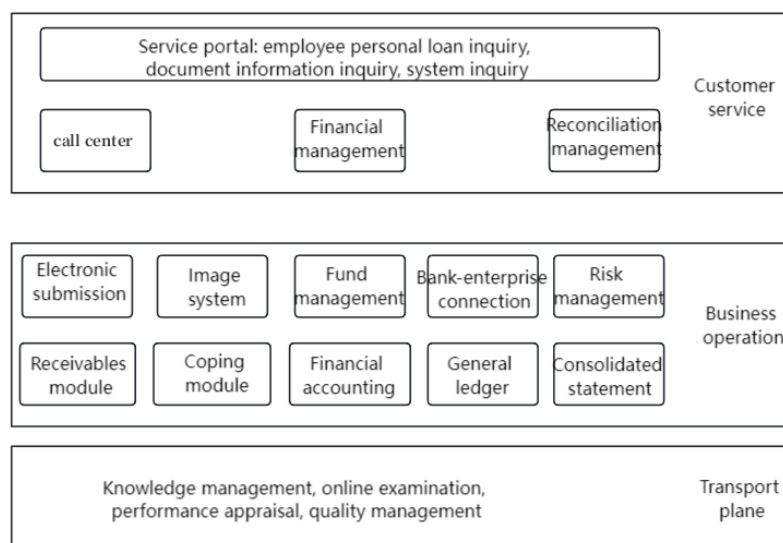 Service portal: employee personal loan inquiry,
document information inquiry, system inquiry
Customer
service
call center
Financial
management
Reconciliation
management
Electronic
submission
Image
system
Fund
management
Bank-enterprise
connection
Risk
management
Business
operation
Receivables
module
Coping
module
Financial
accounting
General
ledger
Consolidated
statement
Knowledge management, online examination,
performance appraisal, quality management
Transport
plane